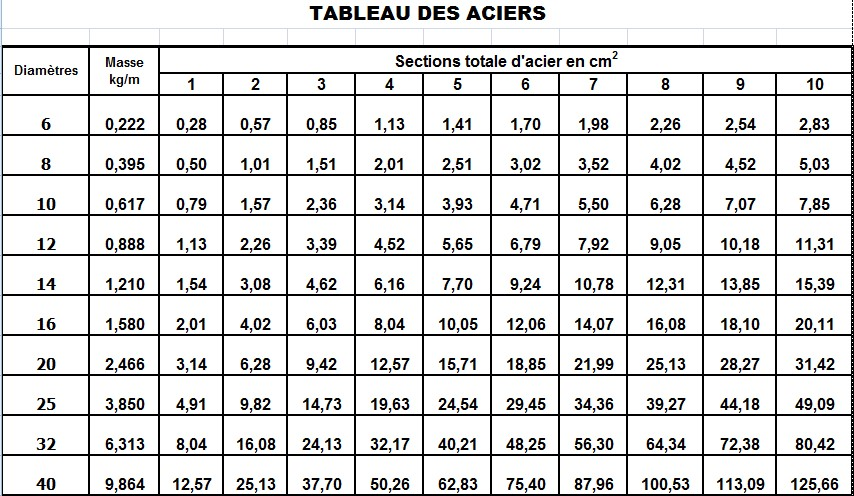 TABLEAU DES ACIERS
Diamètres Masse kg/m Sections totale d'acier en cm²
1 2 3 4 5 6 7 8 9 10
6 0,222 0,28 0,57 0,85 1,13 1,41 1,70 1,98 2,26 2,54 2,83
8 0,395 0,50 1,01 1,51 2,01 2,51 3,02 3,52 4,02 4,52 5,03
10 0,617 0,79 1,57 2,36 3,14 3,93 4,71 5,50 6,28 7,07 7,85
12 0,888 1,13 2,26 3,39 4,52 5,65 6,79 7,92 9,05 10,18 11,31
14 1,210 1,54 3,08 4,62 6,16 7,70 9,24 10,78 12,31 13,85 15,39
16 1,580 2,01 4,02 6,03 8,04 10,05 12,06 14,07 16,08 18,10 20,11
20 2,466 3,14 6,28 9,42 12,57 15,71 18,85 21,99 25,13 28,27 31,42
25 3,850 4,91 9,82 14,73 19,63 24,54 29,45 34,36 39,27 44,18 49,09
32 6,313 8,04 16,08 24,13 32,17 40,21 48,25 56,30 64,34 72,38 80,42
40 9,864 12,57 25,13 37,70 50,26 62,83 75,40 87,96 100,53 113,09 125,66